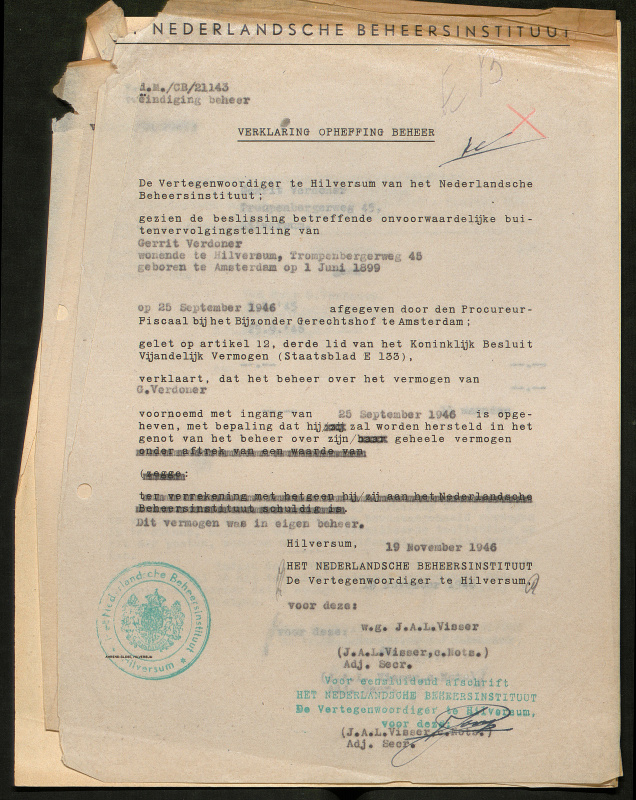 NEDERLANDSCHE BEHEERSINSTITUUT
A.M./CB/21143
eindiging beheer
VERKLARING OPHEFFING BEHEER
De Vertegenwoordiger te Hilversum van het Nederlandsche
Beheersinstituut;
gezien de beslissing betreffende onvoorwaardelijke bui-
tenvervolgingstelling van
Gerrit Verdoner
wonende te Hilversum, Trompenbergerweg 45
geboren te Amsterdam op 1 Juni 1899
op 25 September 1946 afgegeven door den Procureur-
Fiscaal bij het Bijzonder Gerechtshof te Amsterdam;
gelet op artikel 12, derde lid van het Koninklijk Besluit
Vijandelijk Vermogen (Staatsblad E 133),
verklaart, dat het beheer over het vermogen van
G.Verdoner
voornoemd met ingang van 25 September 1946 is opge-
heven, met bepaling dat hij/zij zal worden hersteld in het
genot van het beheer over zijn/haar geheele vermogen
onder aftrek van een waarde van
(zegge:
ter verrekening met hetgeen hij/zij aan het Nederlandsche
Beheersinstituut schuldig is.
Dit vermogen was in eigen beheer.
Hilversum, 19 November 1946
HET NEDERLANDSCHE BEHEERSINSTITUUT
De Vertegenwoordiger te Hilversum,
voor deze:
w.g. J.A.L.Visser
(J.A.L.Visser,c.Nots.)
Adj. Secr.
Voor eensluidend afschrift
HET NEDERLANDSCHE BEHEERSINSTITUUT
De Vertegenwoordiger te Hilversum,
voor deze:
(J.A.L.Visser,c.Nots.)
Adj. Secr.
Nederlandsche Beheersinstituut
* Hilversum *